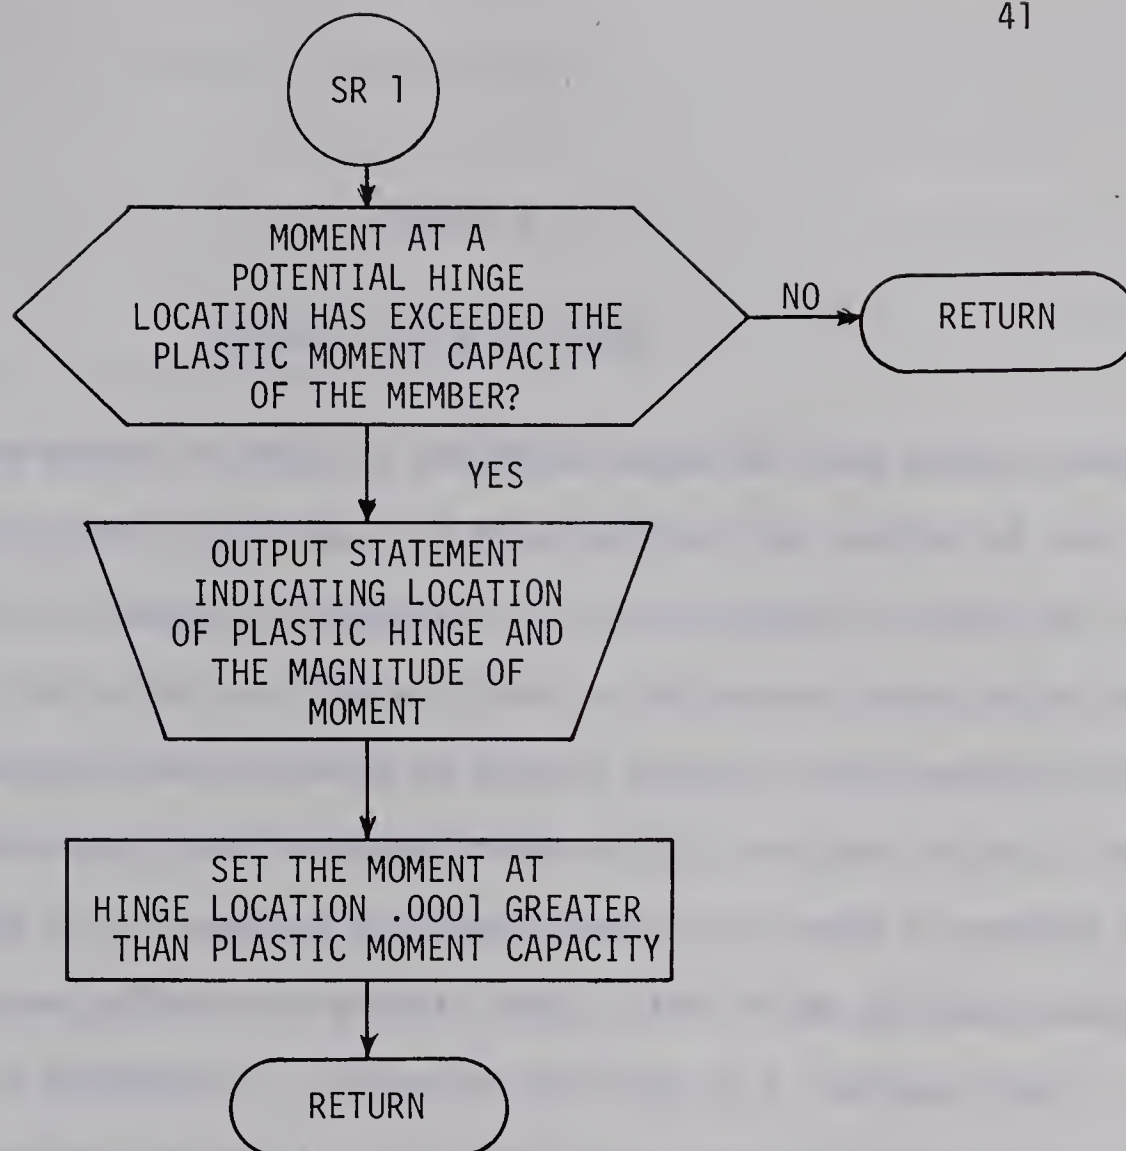 41
SR 1
MOMENT AT A
POTENTIAL HINGE
LOCATION HAS EXCEEDED THE
PLASTIC MOMENT CAPACITY
OF THE MEMBER?
NO
RETURN
YES
OUTPUT STATEMENT
INDICATING LOCATION
OF PLASTIC HINGE AND
THE MAGNITUDE OF
MOMENT
SET THE MOMENT AT
HINGE LOCATION .0001 GREATER
THAN PLASTIC MOMENT CAPACITY
RETURN